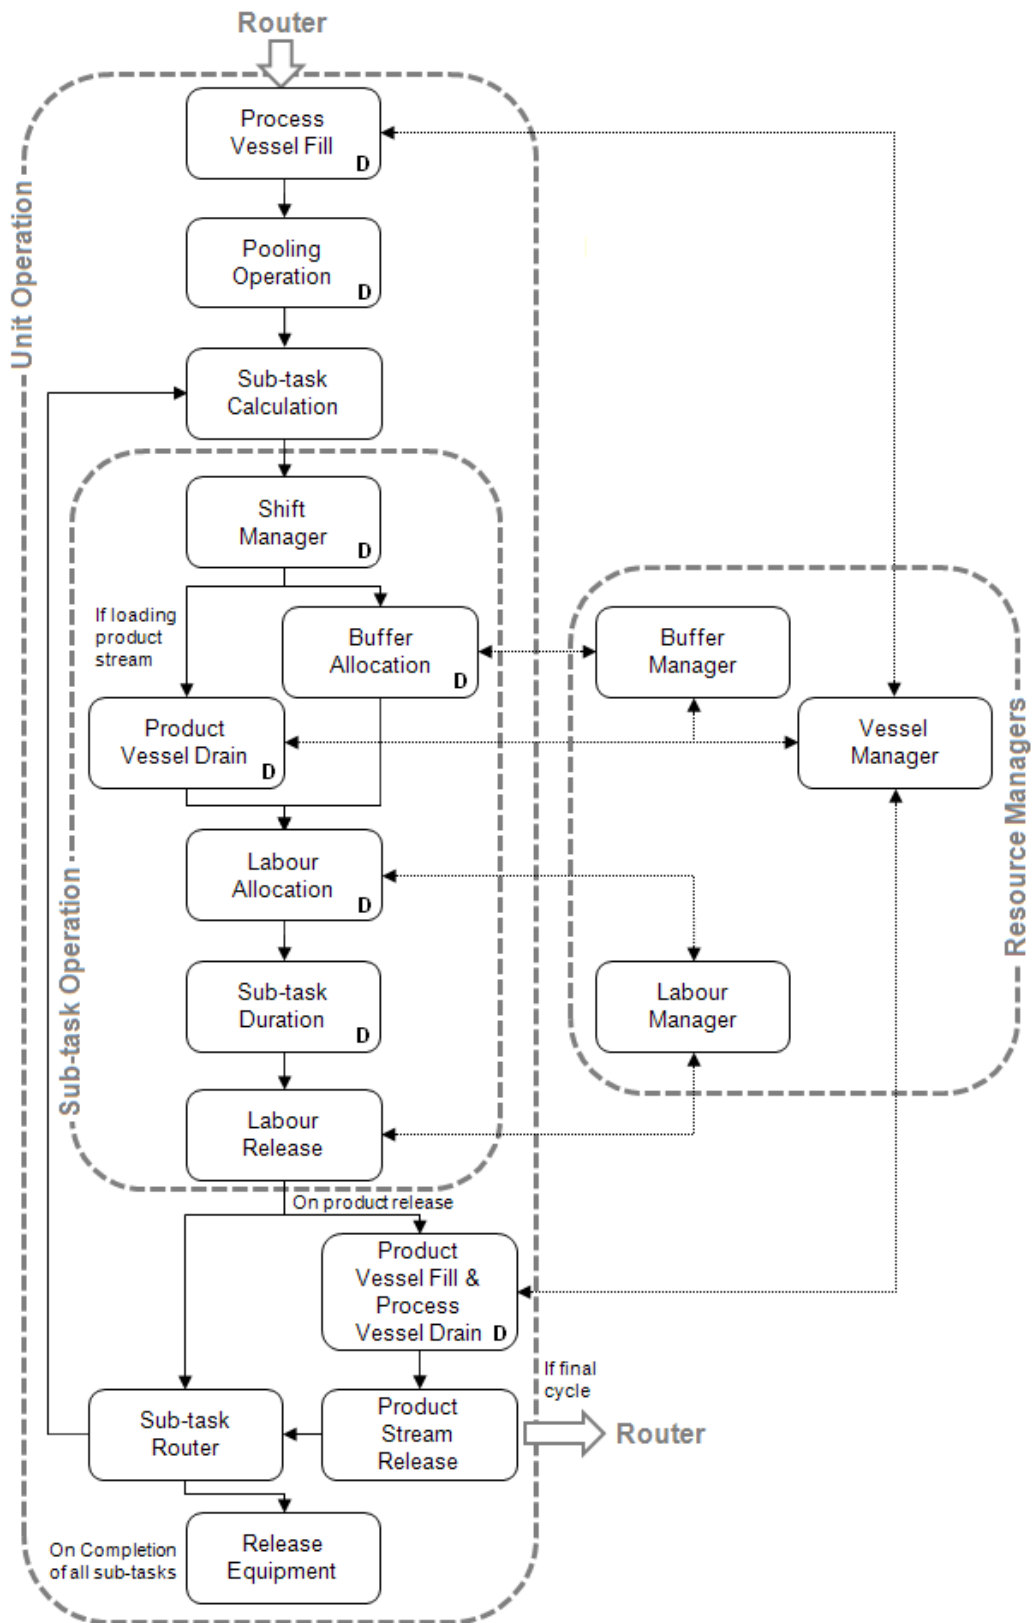 Router
Process
Vessel Fill
D
Unit Operation
Pooling
Operation
D
Sub-task
Calculation
Shift
Manager
D
If loading
product
stream
Buffer
Allocation
D
Buffer
Manager
Product
Vessel Drain
D
Vessel
Manager
Resource Managers
Labour
Allocation
D
Sub-task Operation
Sub-task
Duration
D
Labour
Manager
Labour
Release
On product release
Product
Vessel Fill &
Process
Vessel Drain D
If final
cycle
Sub-task
Router
Product
Stream
Release
Router
On Completion
of all sub-tasks
Release
Equipment